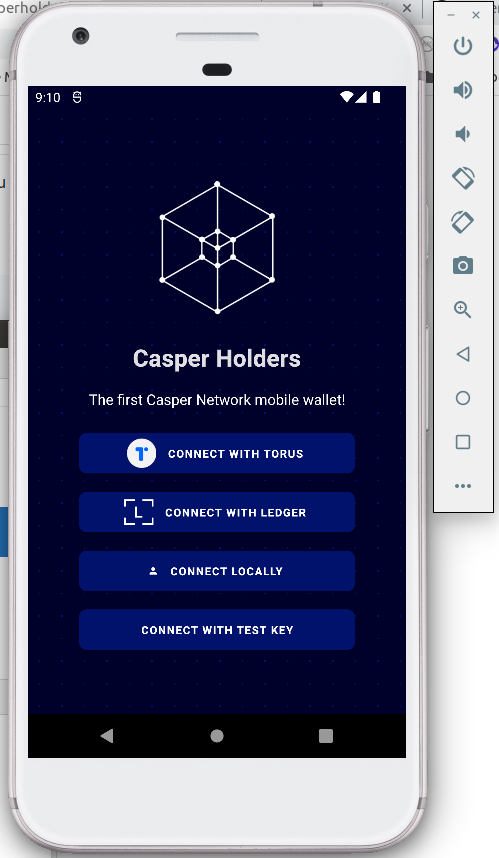 9:10
Casper Holders
The first Casper Network mobile wallet!
CONNECT WITH TORUS
L CONNECT WITH LEDGER
CONNECT LOCALLY
CONNECT WITH TEST KEY